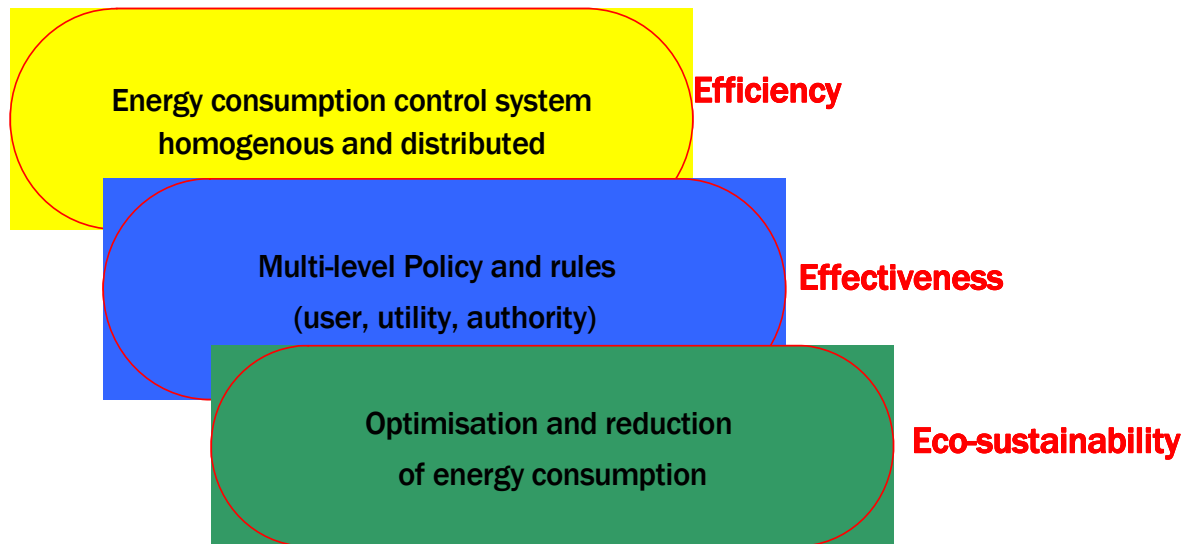 Energy consumption control system
homogenous and distributed
Efficiency
Multi-level Policy and rules
(user, utility, authority)
Effectiveness
Optimisation and reduction
of energy consumption
Eco-sustainability